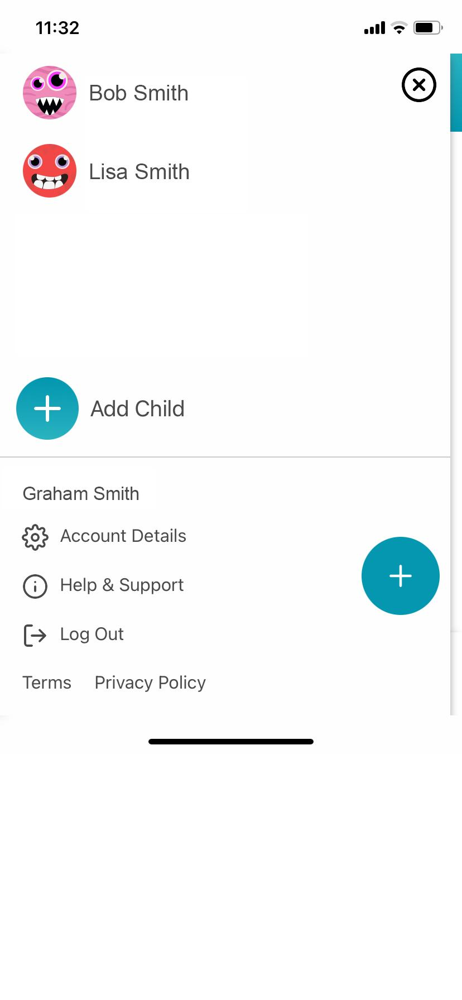 11:32
Bob Smith
Lisa Smith
Add Child
Graham Smith
Account Details
Help & Support
Log Out
Terms Privacy Policy